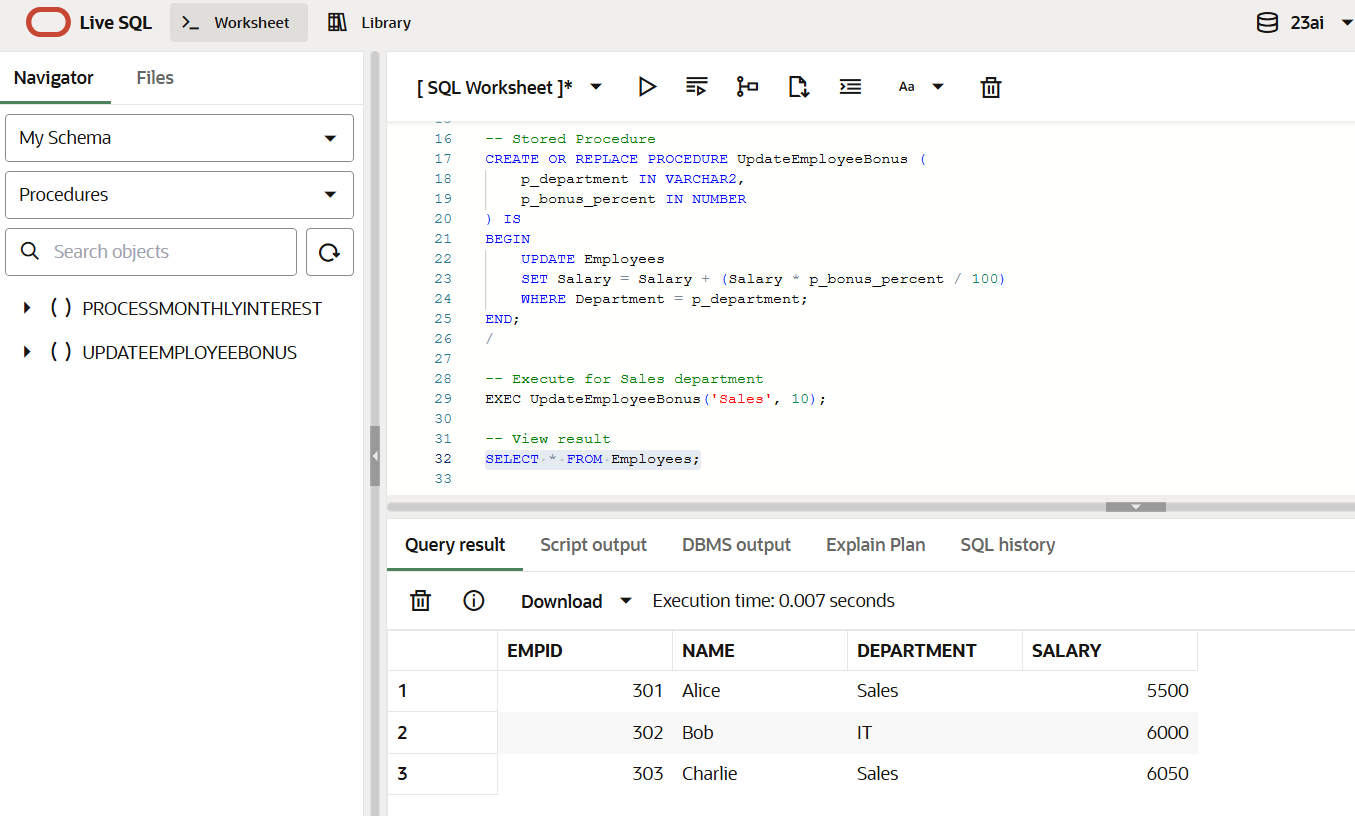 Live SQL
Worksheet
Library
23ai
Navigator
Files
My Schema
Procedures
Search objects
( ) PROCESSMONTHLYINTEREST
( ) UPDATEEMPLOYEEBONUS
[ SQL Worksheet ]*
Aa
16 -- Stored Procedure
17 CREATE OR REPLACE PROCEDURE UpdateEmployeeBonus (
18 p_department IN VARCHAR2,
19 p_bonus_percent IN NUMBER
20 ) IS
21 BEGIN
22 UPDATE Employees
23 SET Salary = Salary + (Salary * p_bonus_percent / 100)
24 WHERE Department = p_department;
25 END;
26 /
27
28 -- Execute for Sales department
29 EXEC UpdateEmployeeBonus('Sales', 10);
30
31 -- View result
32 SELECT * FROM Employees;
33
Query result
Script output
DBMS output
Explain Plan
SQL history
Download
Execution time: 0.007 seconds
EMPID NAME DEPARTMENT SALARY
1 301 Alice Sales 5500
2 302 Bob IT 6000
3 303 Charlie Sales 6050